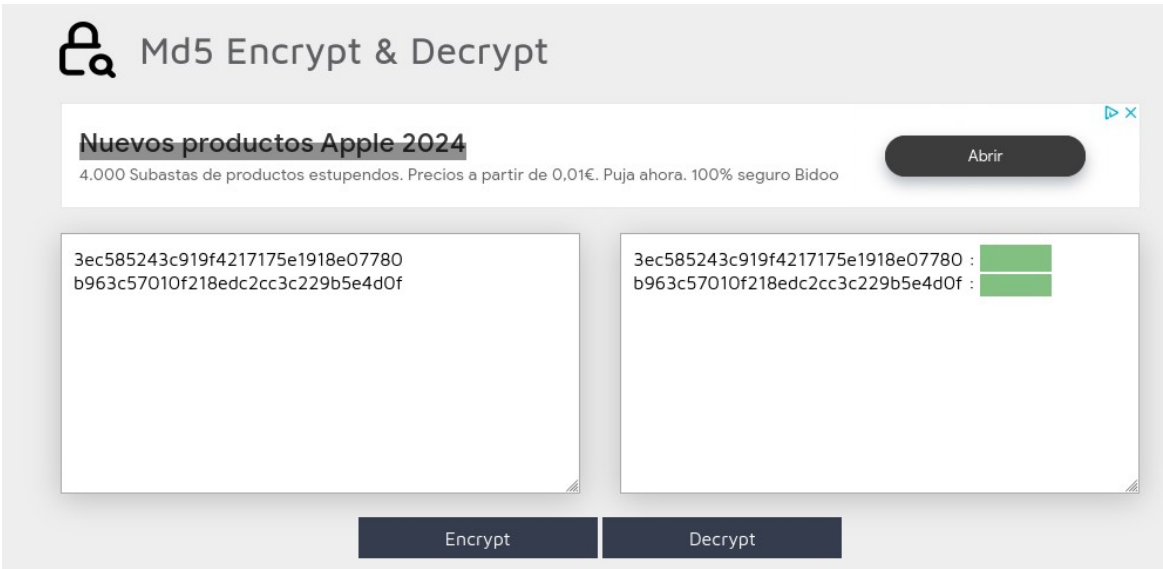 Md5 Encrypt & Decrypt
Nuevos productos Apple 2024
4.000 Subastas de productos estupendos. Precios a partir de 0,01€. Puja ahora. 100% seguro Bidoo
Abrir
3ec585243c919f4217175e1918e07780
b963c57010f218edc2cc3c229b5e4d0f
3ec585243c919f4217175e1918e07780 :
b963c57010f218edc2cc3c229b5e4d0f :
Encrypt
Decrypt